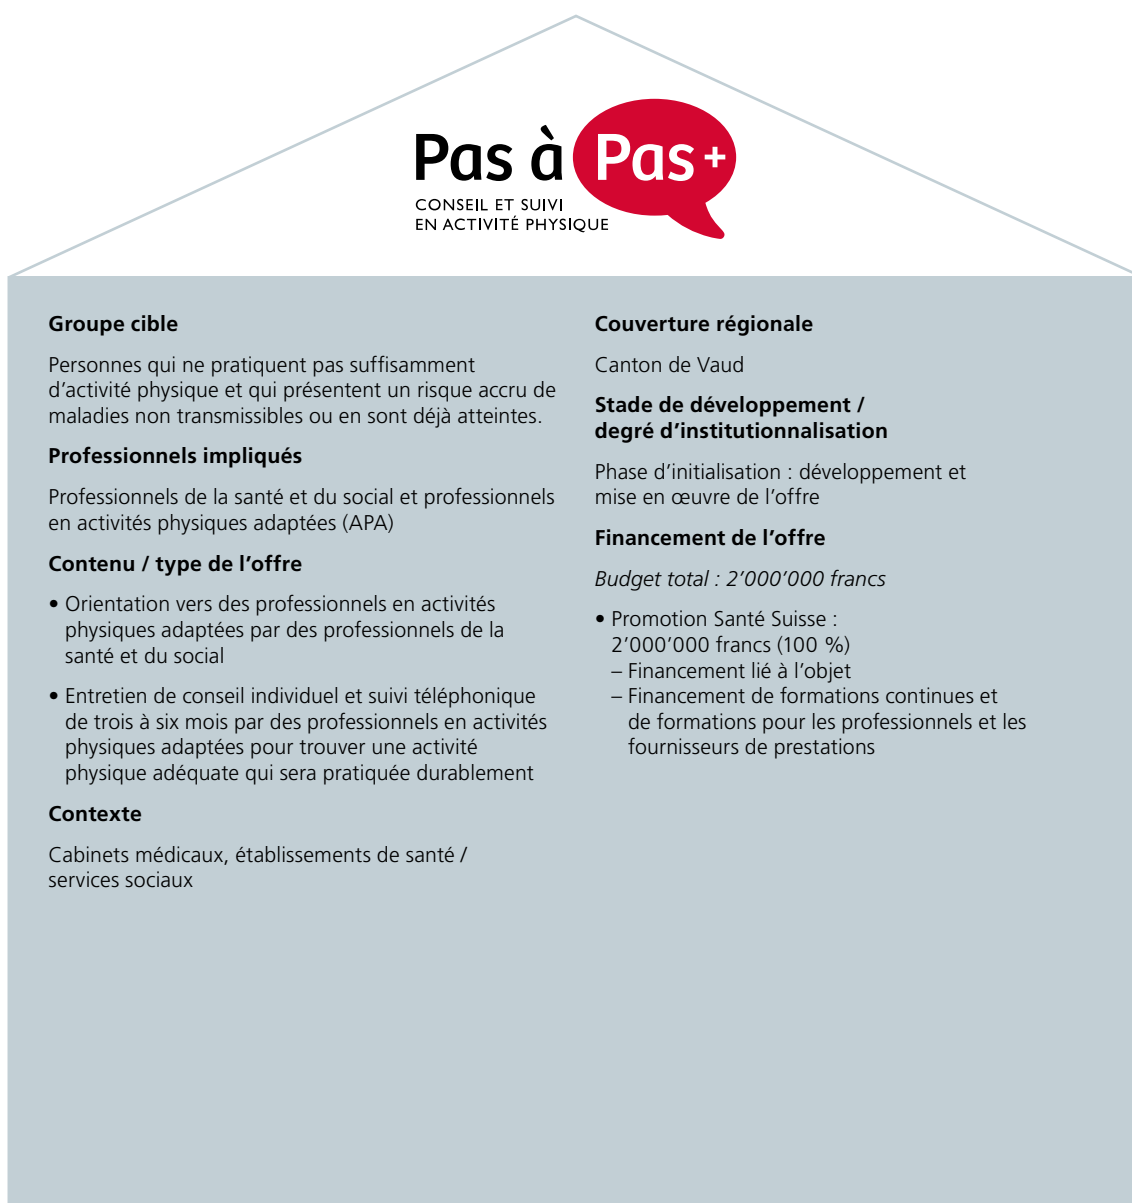 Pas à Pas+
CONSEIL ET SUIVI
EN ACTIVITÉ PHYSIQUE
Groupe cible
Personnes qui ne pratiquent pas suffisamment
d’activité physique et qui présentent un risque accru de
maladies non transmissibles ou en sont déjà atteintes.
Professionnels impliqués
Professionnels de la santé et du social et professionnels
en activités physiques adaptées (APA)
Contenu / type de l’offre
• Orientation vers des professionnels en activités
physiques adaptées par des professionnels de la
santé et du social
• Entretien de conseil individuel et suivi téléphonique
de trois à six mois par des professionnels en activités
physiques adaptées pour trouver une activité
physique adéquate qui sera pratiquée durablement
Contexte
Cabinets médicaux, établissements de santé /
services sociaux
Couverture régionale
Canton de Vaud
Stade de développement /
degré d’institutionnalisation
Phase d’initialisation : développement et
mise en œuvre de l’offre
Financement de l’offre
Budget total : 2’000’000 francs
• Promotion Santé Suisse :
2’000’000 francs (100 %)
– Financement lié à l’objet
– Financement de formations continues et
de formations pour les professionnels et les
fournisseurs de prestations